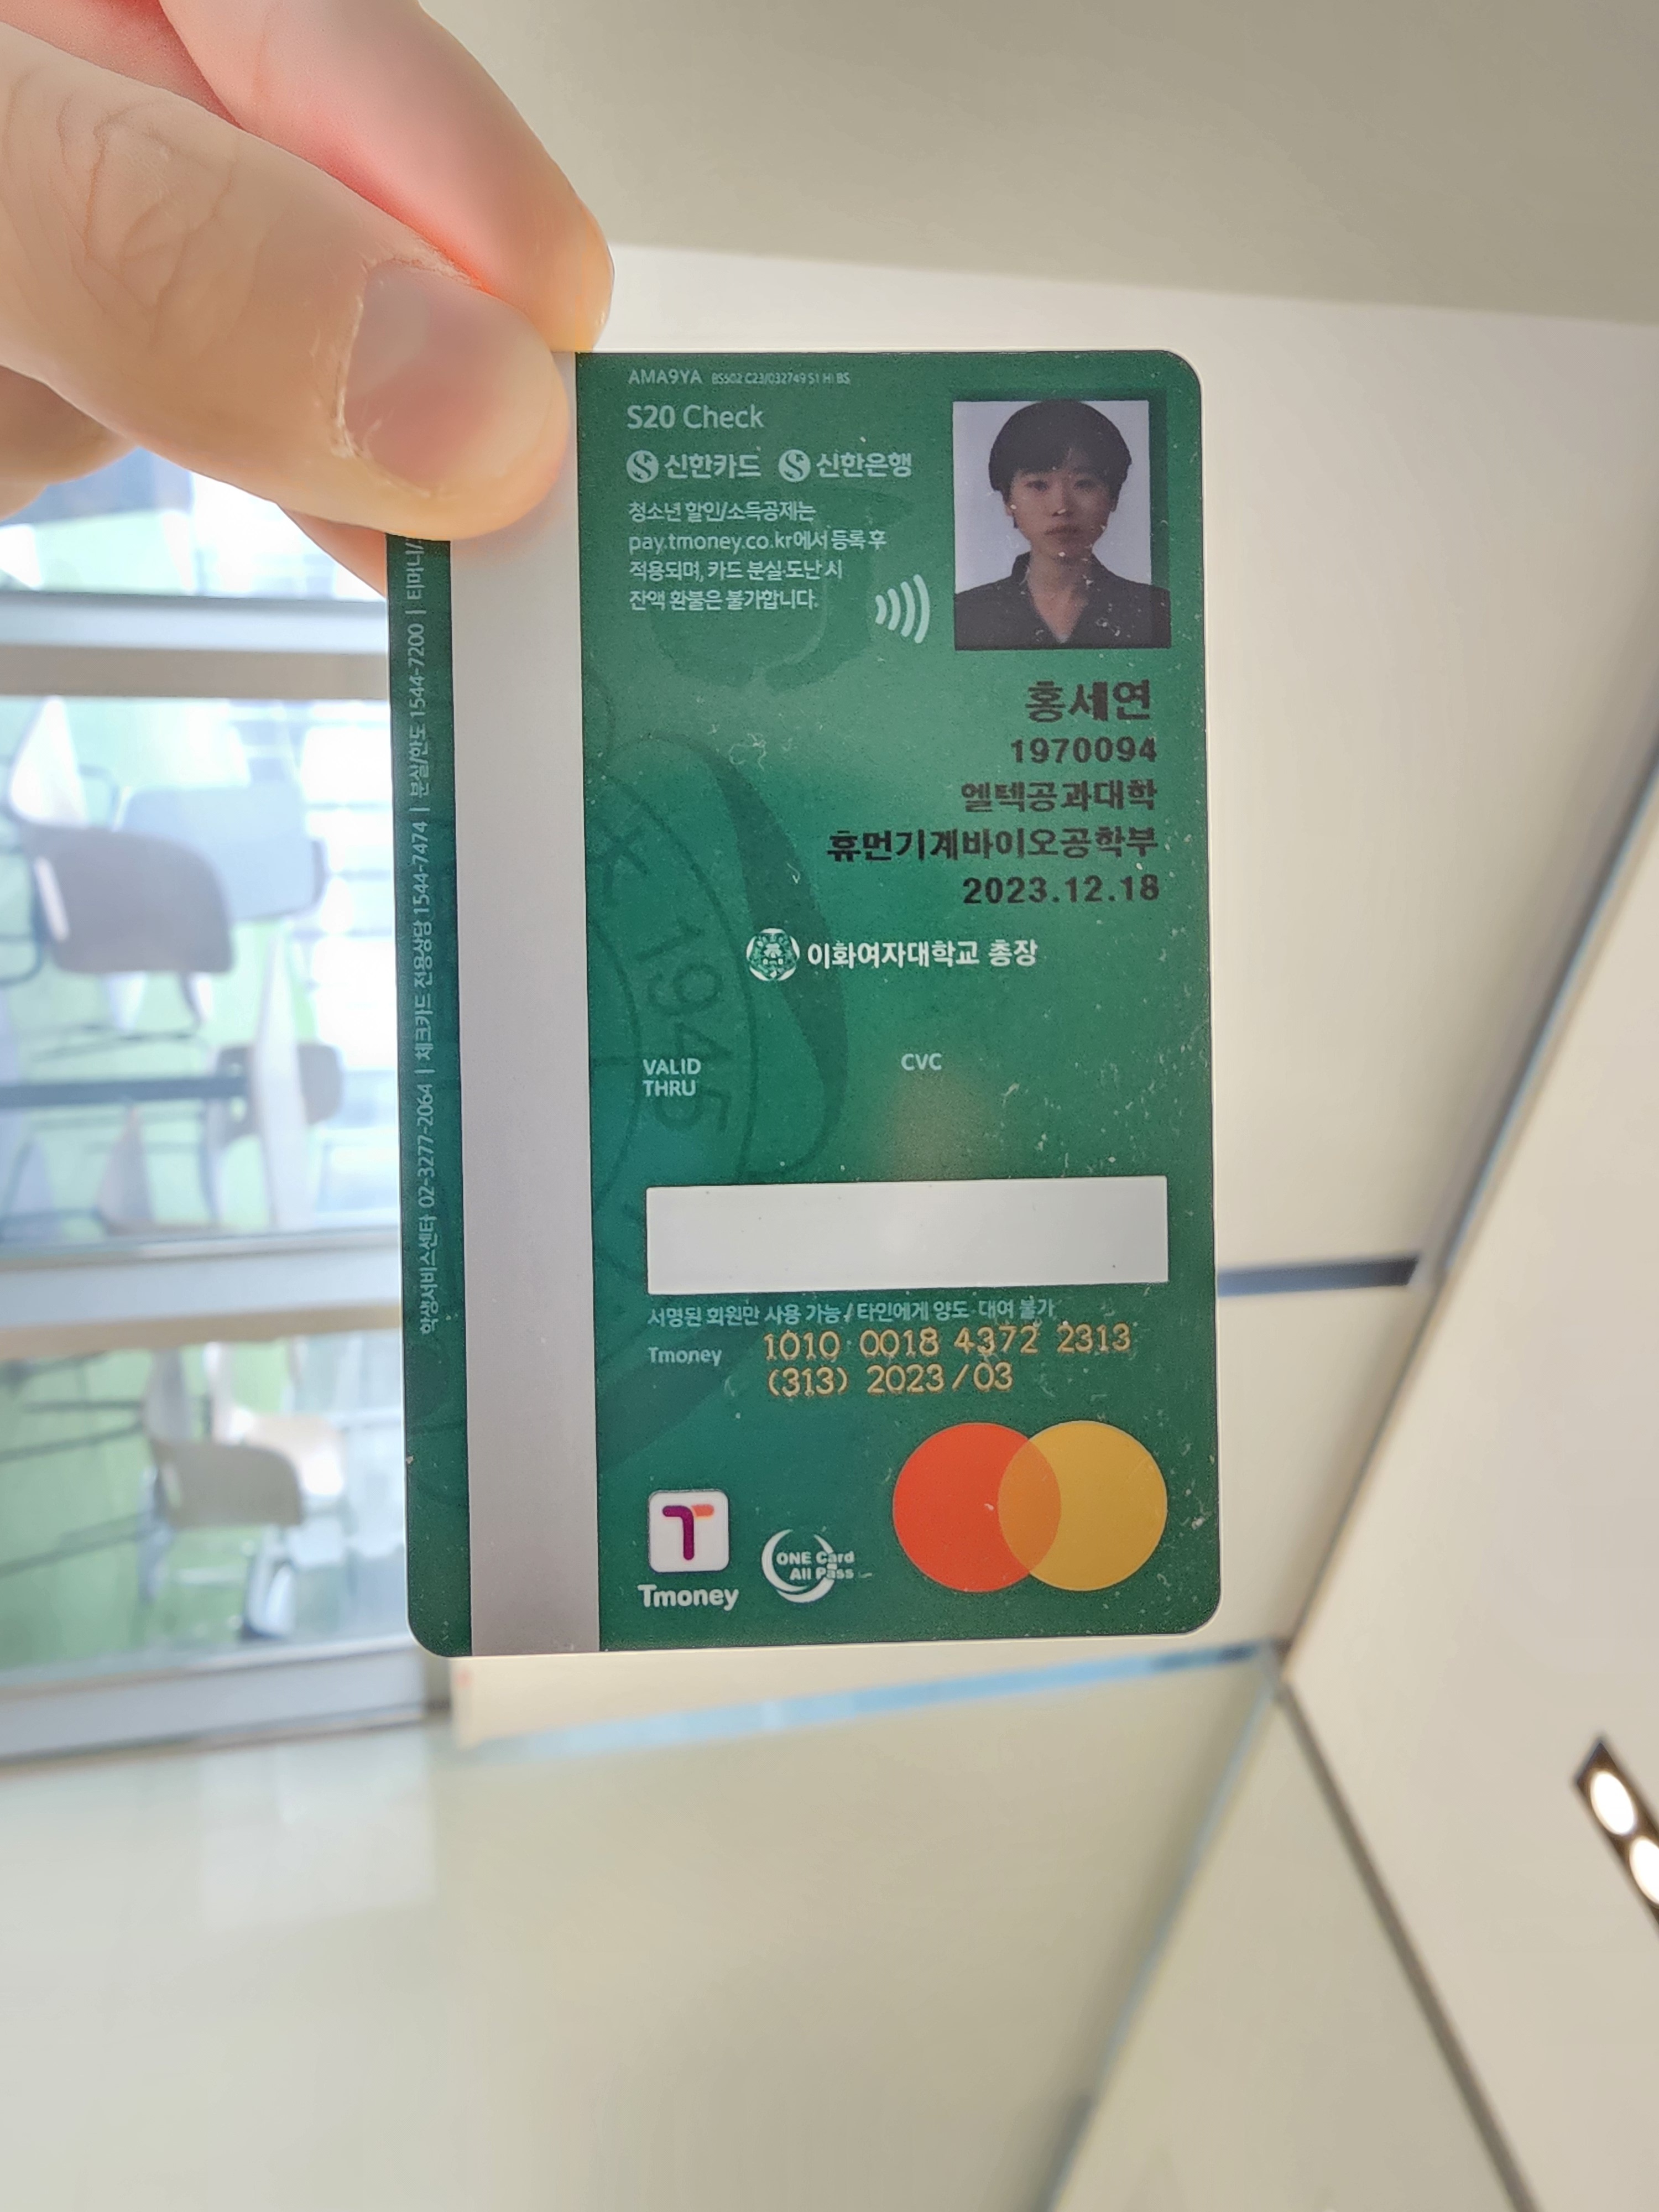 AMA9YA BS502 C23/032749 S1 HI BS
S20 Check
신한카드 신한은행
청소년 할인/소득공제는
pay.tmoney.co.kr에서 등록 후
적용되며, 카드 분실·도난 시
잔액 환불은 불가합니다.
홍세연
1970094
엘텍공과대학
휴먼기계바이오공학부
2023.12.18
이화여자대학교 총장
1945
VALID
THRU
CVC
서명된 회원만 사용 가능 / 타인에게 양도·대여 불가
Tmoney 1010 0018 4372 2313
(313) 2023/03
Tmoney
ONE Card
All Pass
학생서비스센터 02-3277-2064 | 체크카드 전용상담 1544-7474 | 분실/한도 1544-7200 | 티머니/